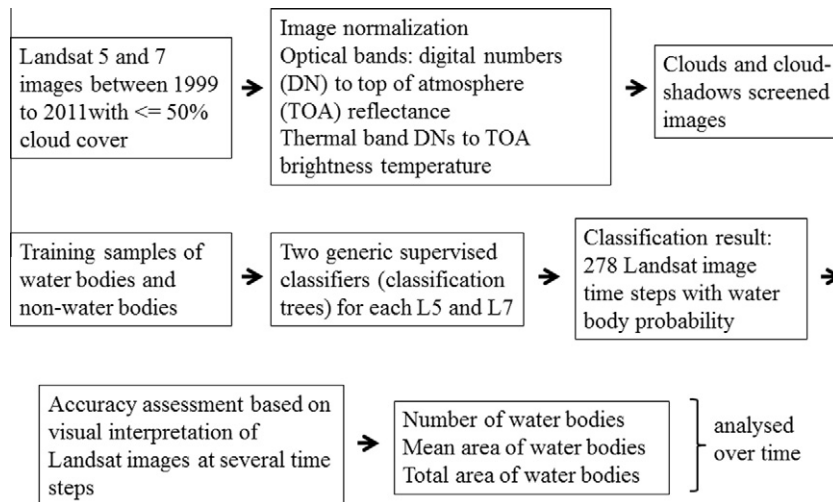 Landsat 5 and 7
images between 1999
to 2011with <= 50%
cloud cover
Image normalization
Optical bands: digital numbers
(DN) to top of atmosphere
(TOA) reflectance
Thermal band DNs to TOA
brightness temperature
Clouds and cloud-
shadows screened
images
Training samples of
water bodies and
non-water bodies
Two generic supervised
classifiers (classification
trees) for each L5 and L7
Classification result:
278 Landsat image
time steps with water
body probability
Accuracy assessment based on
visual interpretation of
Landsat images at several time
steps
Number of water bodies
Mean area of water bodies
Total area of water bodies
analysed
over time